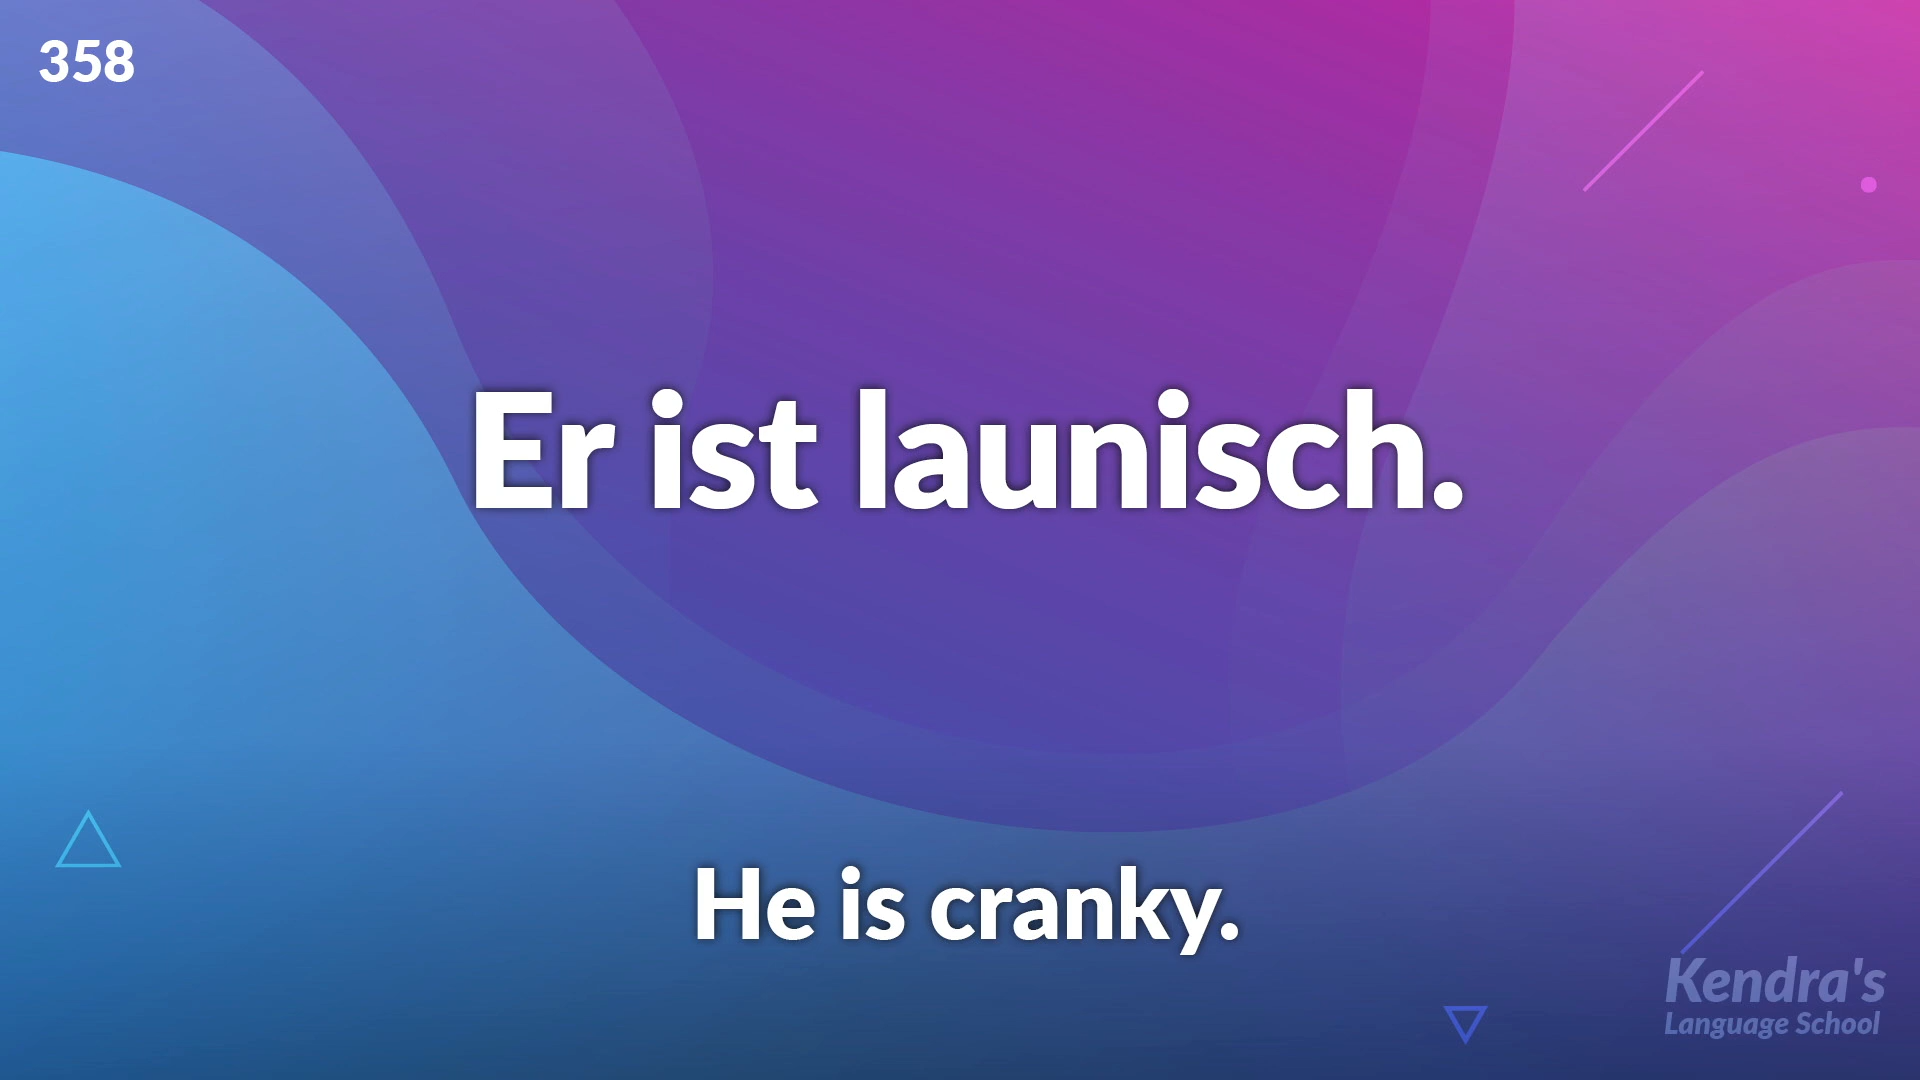 358
Er ist launisch.
He is cranky.
Kendra's
Language School